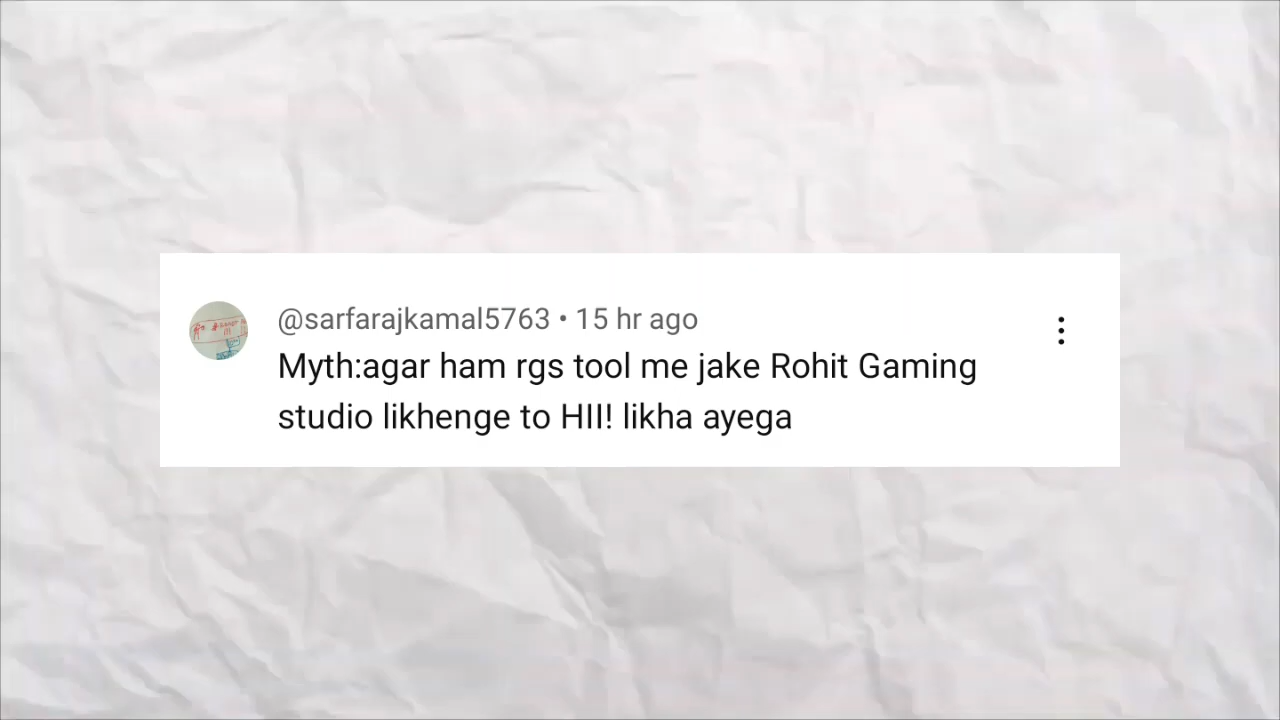 @sarfarajkamal5763 • 15 hr ago
Myth:agar ham rgs tool me jake Rohit Gaming
studio likhenge to HII! likha ayega